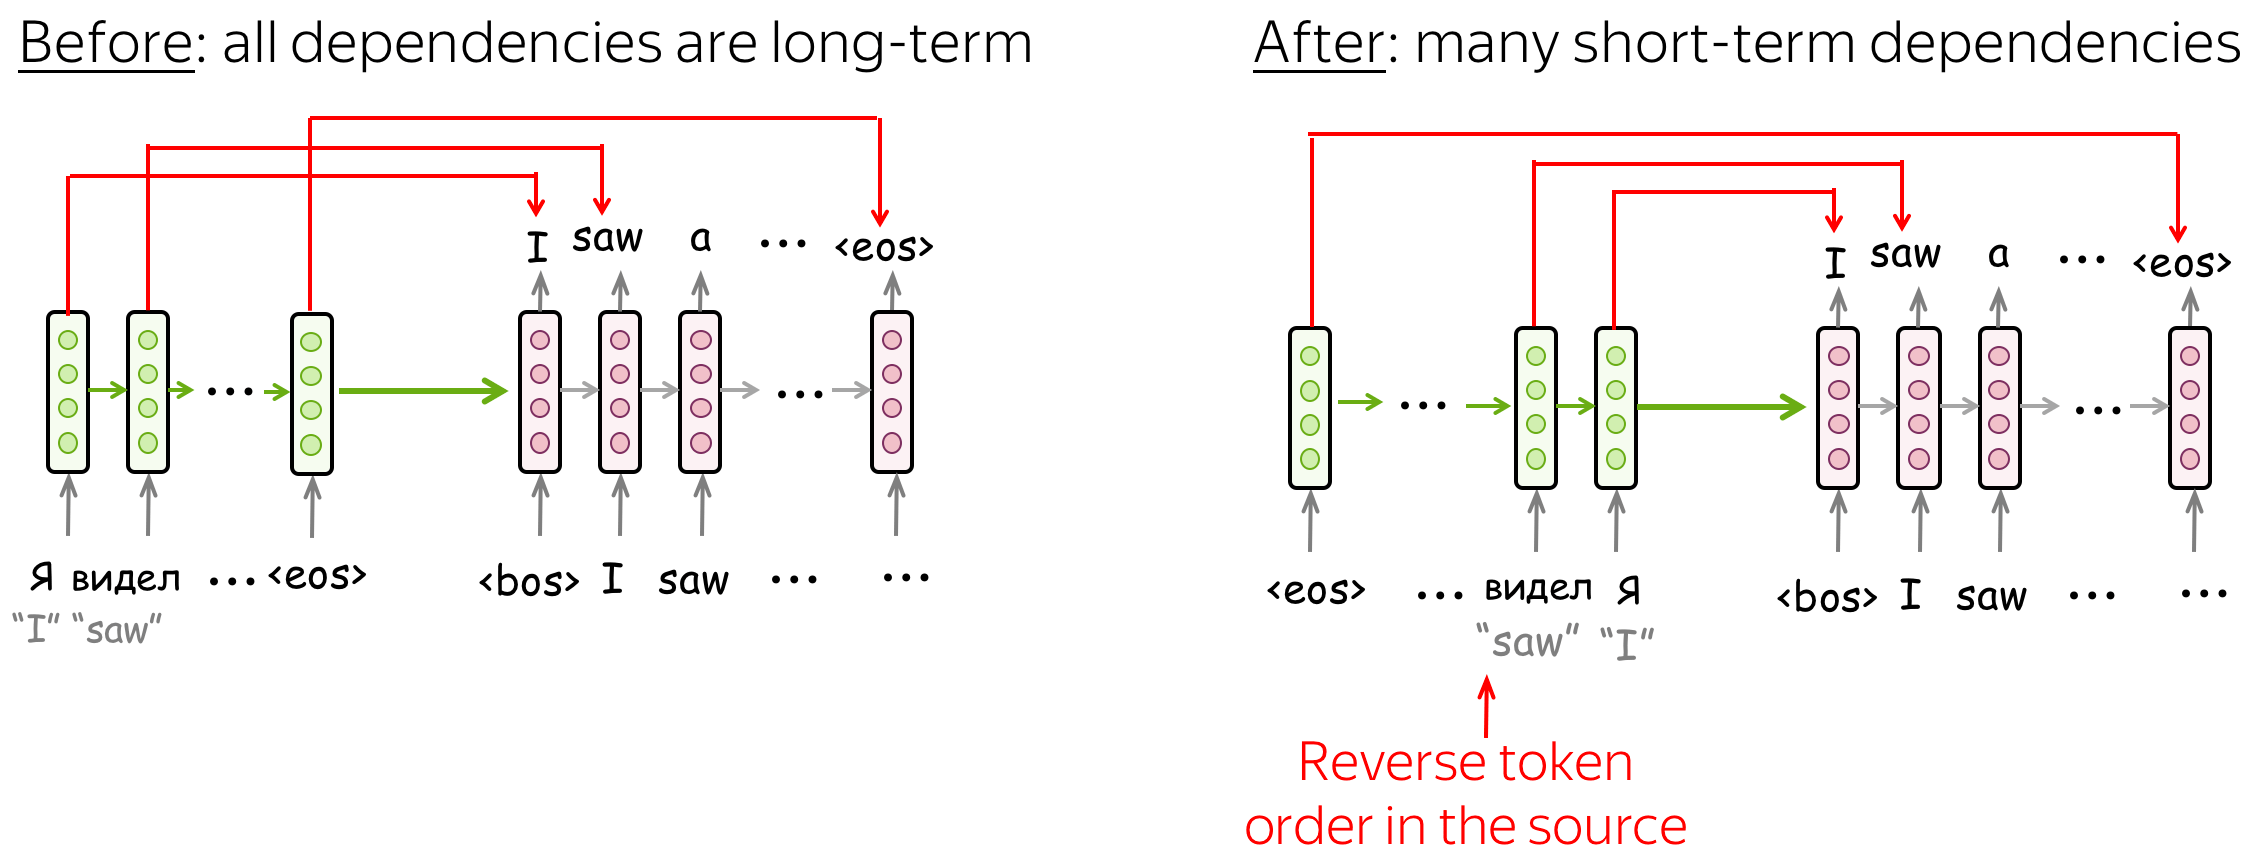 Before: all dependencies are long-term
I saw a ... <eos>
...
...
Я видел ... <eos> <bos> I saw ... ...
“I” “saw”
After: many short-term dependencies
I saw a ... <eos>
...
...
<eos> ... видел Я <bos> I saw ... ...
“saw” “I”
Reverse token
order in the source